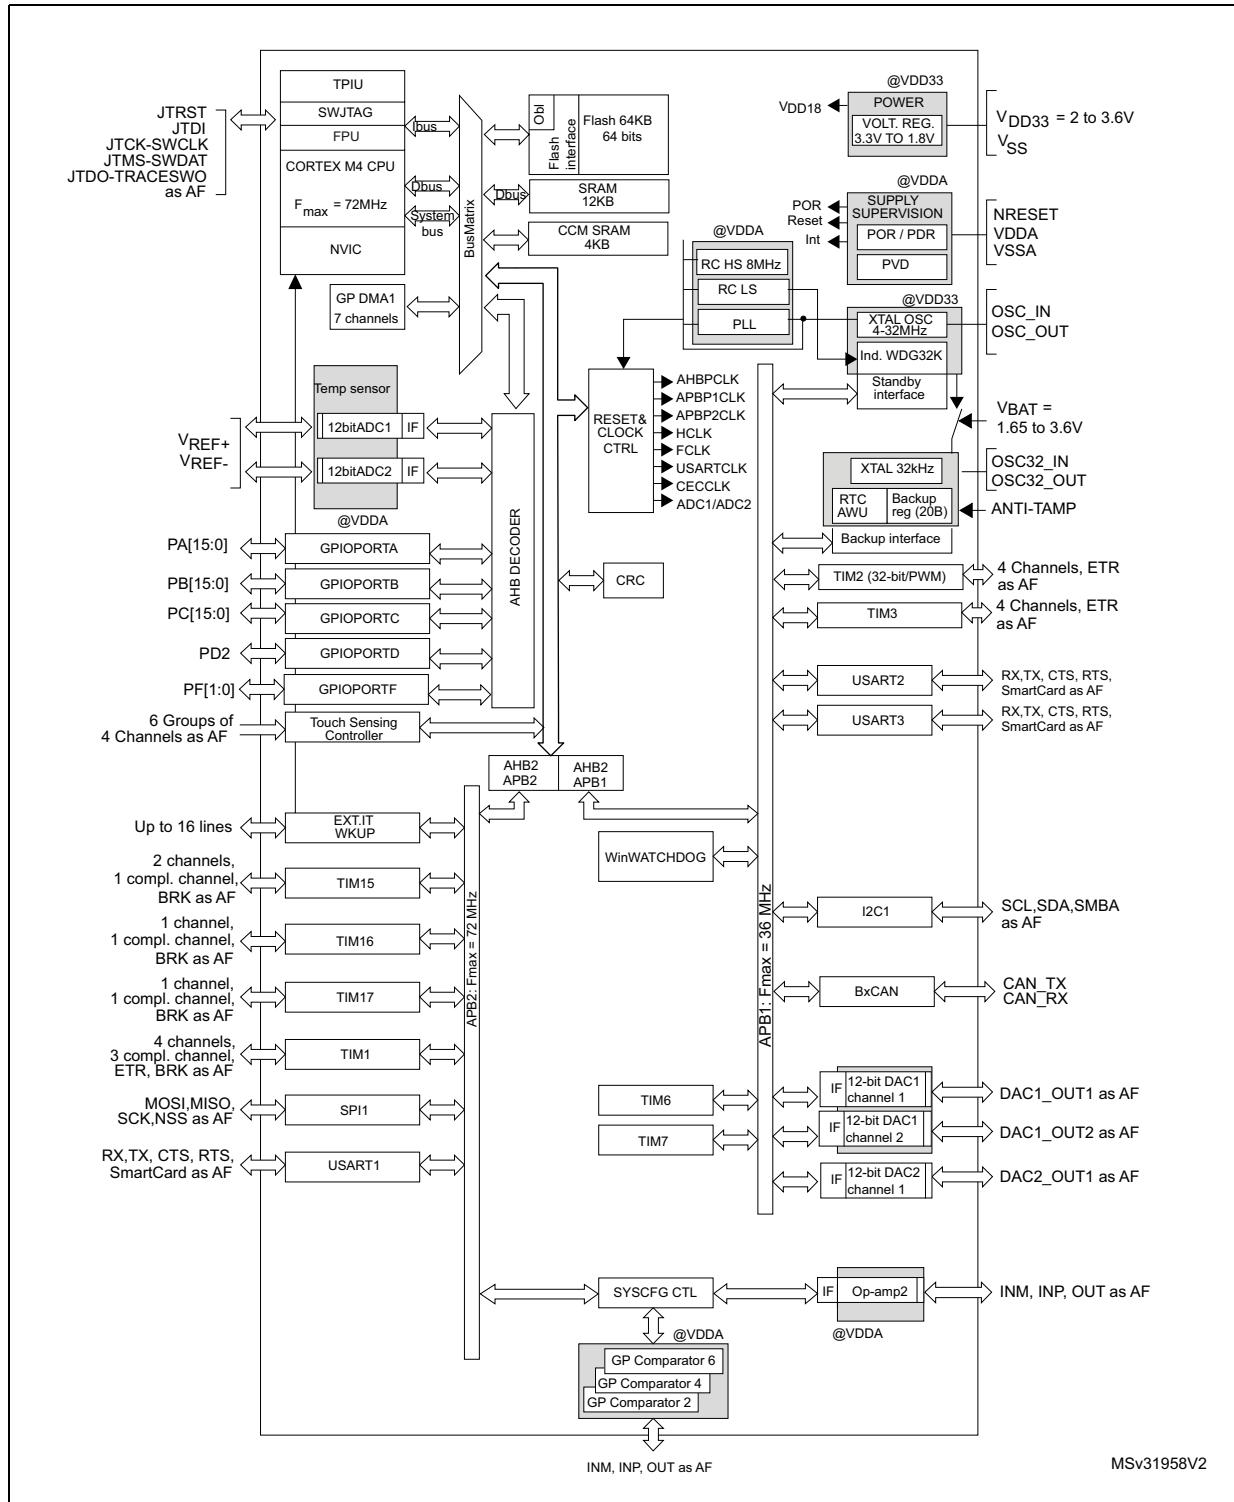 TPIU
SWJTAG
FPU
CORTEX M4 CPU
Fmax = 72MHz
NVIC
JTRST
JTDI
JTCK-SWCLK
JTMS-SWDAT
JTDO-TRACESWO
as AF
Ibus
Dbus
System
bus
BusMatrix
Obl
Flash
interface
Flash 64KB
64 bits
Dbus
SRAM
12KB
CCM SRAM
4KB
GP DMA1
7 channels
@VDD33
VDD18
POWER
VOLT. REG.
3.3V TO 1.8V
VDD33 = 2 to 3.6V
VSS
@VDDA
POR
Reset
Int
SUPPLY
SUPERVISION
POR / PDR
PVD
NRESET
VDDA
VSSA
@VDDA
RC HS 8MHz
RC LS
PLL
@VDD33
XTAL OSC
4-32MHz
Ind. WDG32K
Standby
interface
OSC_IN
OSC_OUT
VBAT =
1.65 to 3.6V
XTAL 32kHz
RTC
AWU
Backup
reg (20B)
Backup interface
OSC32_IN
OSC32_OUT
ANTI-TAMP
RESET&
CLOCK
CTRL
AHBPCLK
APBP1CLK
APBP2CLK
HCLK
FCLK
USARTCLK
CECCLK
ADC1/ADC2
Temp sensor
12bitADC1
IF
12bitADC2
IF
@VDDA
VREF+
VREF-
AHB DECODER
CRC
PA[15:0]
GPIOPORTA
PB[15:0]
GPIOPORTB
PC[15:0]
GPIOPORTC
PD2
GPIOPORTD
PF[1:0]
GPIOPORTF
6 Groups of
4 Channels as AF
Touch Sensing
Controller
AHB2
APB2
AHB2
APB1
TIM2 (32-bit/PWM)
4 Channels, ETR
as AF
TIM3
4 Channels, ETR
as AF
USART2
RX,TX, CTS, RTS,
SmartCard as AF
USART3
RX,TX, CTS, RTS,
SmartCard as AF
Up to 16 lines
EXT.IT
WKUP
2 channels,
1 compl. channel,
BRK as AF
TIM15
1 channel,
1 compl. channel,
BRK as AF
TIM16
1 channel,
1 compl. channel,
BRK as AF
TIM17
4 channels,
3 compl. channel,
ETR, BRK as AF
TIM1
MOSI,MISO,
SCK,NSS as AF
SPI1
RX,TX, CTS, RTS,
SmartCard as AF
USART1
APB2: Fmax = 72 MHz
WinWATCHDOG
APB1: Fmax = 36 MHz
I2C1
SCL,SDA,SMBA
as AF
BxCAN
CAN_TX
CAN_RX
TIM6
TIM7
IF
12-bit DAC1
channel 1
DAC1_OUT1 as AF
IF
12-bit DAC1
channel 2
DAC1_OUT2 as AF
IF
12-bit DAC2
channel 1
DAC2_OUT1 as AF
SYSCFG CTL
IF
Op-amp2
@VDDA
INM, INP, OUT as AF
@VDDA
GP Comparator 6
GP Comparator 4
GP Comparator 2
INM, INP, OUT as AF
MSv31958V2